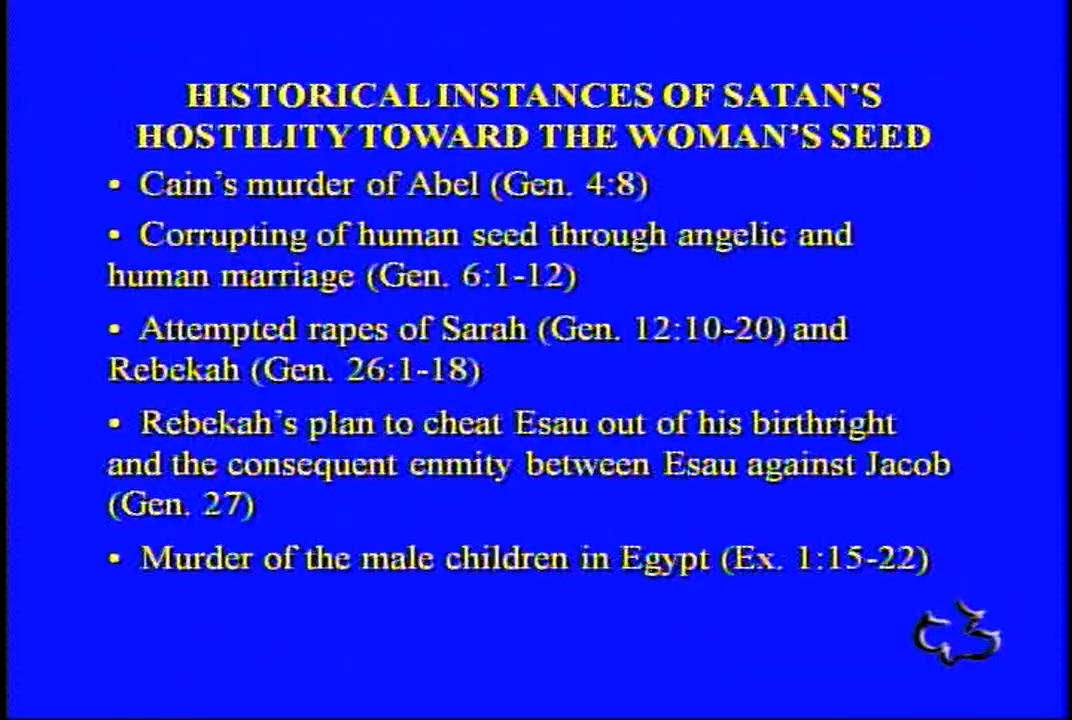 HISTORICAL INSTANCES OF SATAN'S
HOSTILITY TOWARD THE WOMAN'S SEED
• Cain's murder of Abel (Gen. 4:8)
• Corrupting of human seed through angelic and
human marriage (Gen. 6:1-12)
• Attempted rapes of Sarah (Gen. 12:10-20) and
Rebekah (Gen. 26:1-18)
• Rebekah's plan to cheat Esau out of his birthright
and the consequent enmity between Esau against Jacob
(Gen. 27)
• Murder of the male children in Egypt (Ex. 1:15-22)
C3